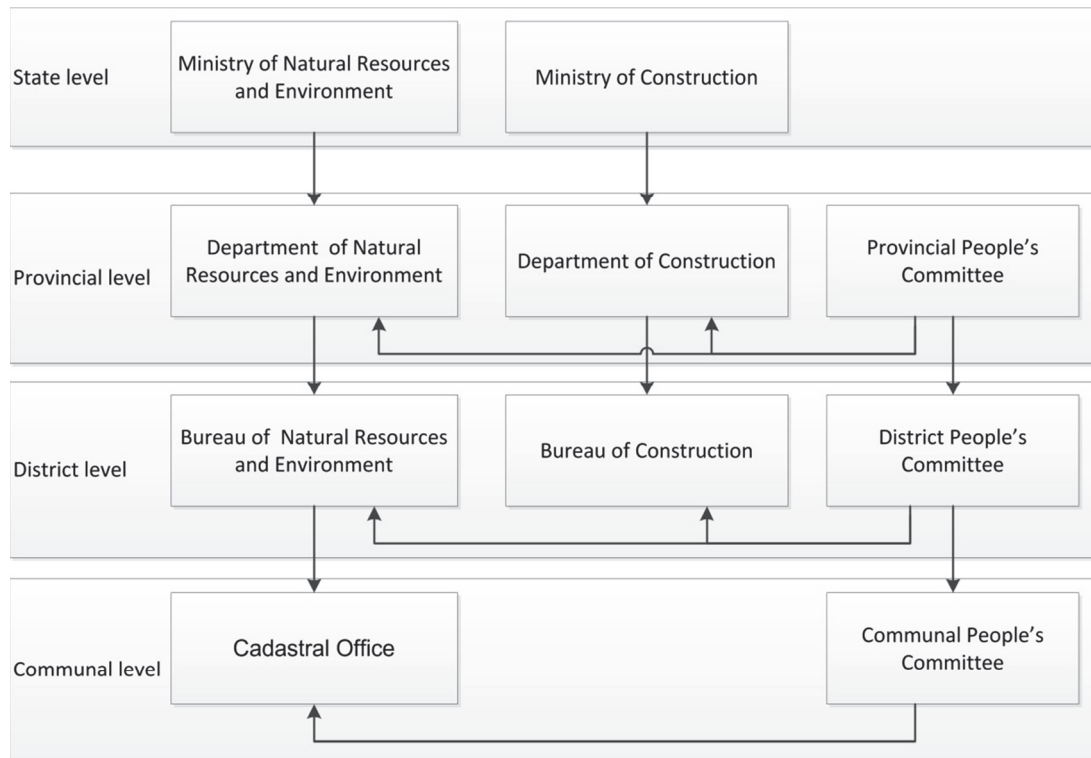 State level
Ministry of Natural Resources
and Environment
Ministry of Construction
Provincial level
Department of Natural
Resources and Environment
Department of Construction
Provincial People's
Committee
District level
Bureau of Natural Resources
and Environment
Bureau of Construction
District People's
Committee
Communal level
Cadastral Office
Communal People's
Committee